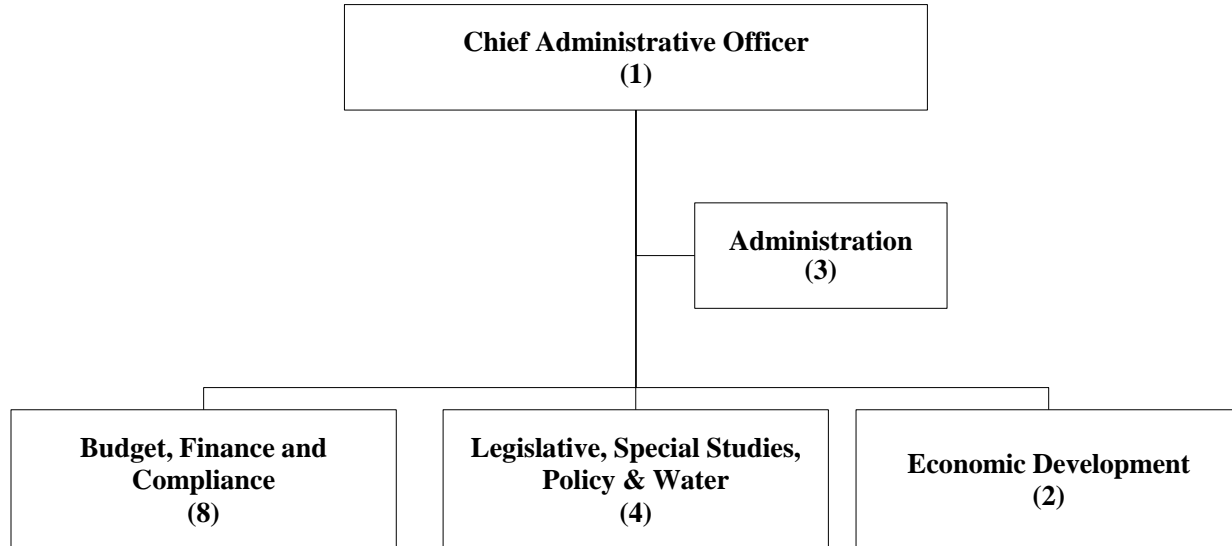 Chief Administrative Officer
(1)
Administration
(3)
Budget, Finance and
Compliance
(8)
Legislative, Special Studies,
Policy & Water
(4)
Economic Development
(2)